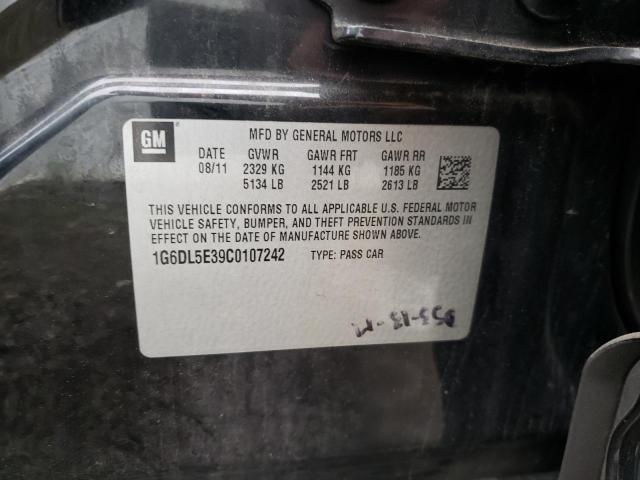 GM
MFD BY GENERAL MOTORS LLC
DATE GVWR GAWR FRT GAWR RR
08/11 2329 KG 1144 KG 1185 KG
5134 LB 2521 LB 2613 LB
THIS VEHICLE CONFORMS TO ALL APPLICABLE U.S. FEDERAL MOTOR
VEHICLE SAFETY, BUMPER, AND THEFT PREVENTION STANDARDS IN
EFFECT ON THE DATE OF MANUFACTURE SHOWN ABOVE.
1G6DL5E39C0107242 TYPE: PASS CAR